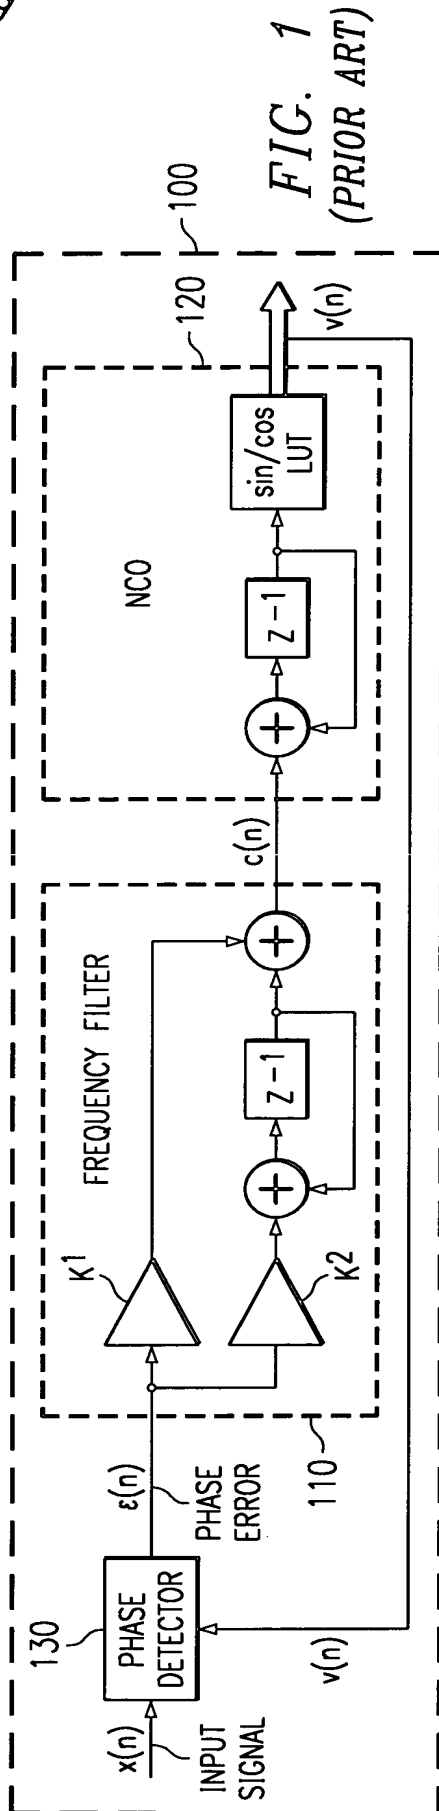 FIG. 1
(PRIOR ART)
100
120
NCO
sin/cos
LUT
v(n)
z-1
+
c(n)
FREQUENCY FILTER
+
z-1
+
K1
K2
110
ε(n)
PHASE
ERROR
130
PHASE
DETECTOR
x(n)
INPUT
SIGNAL
v(n)